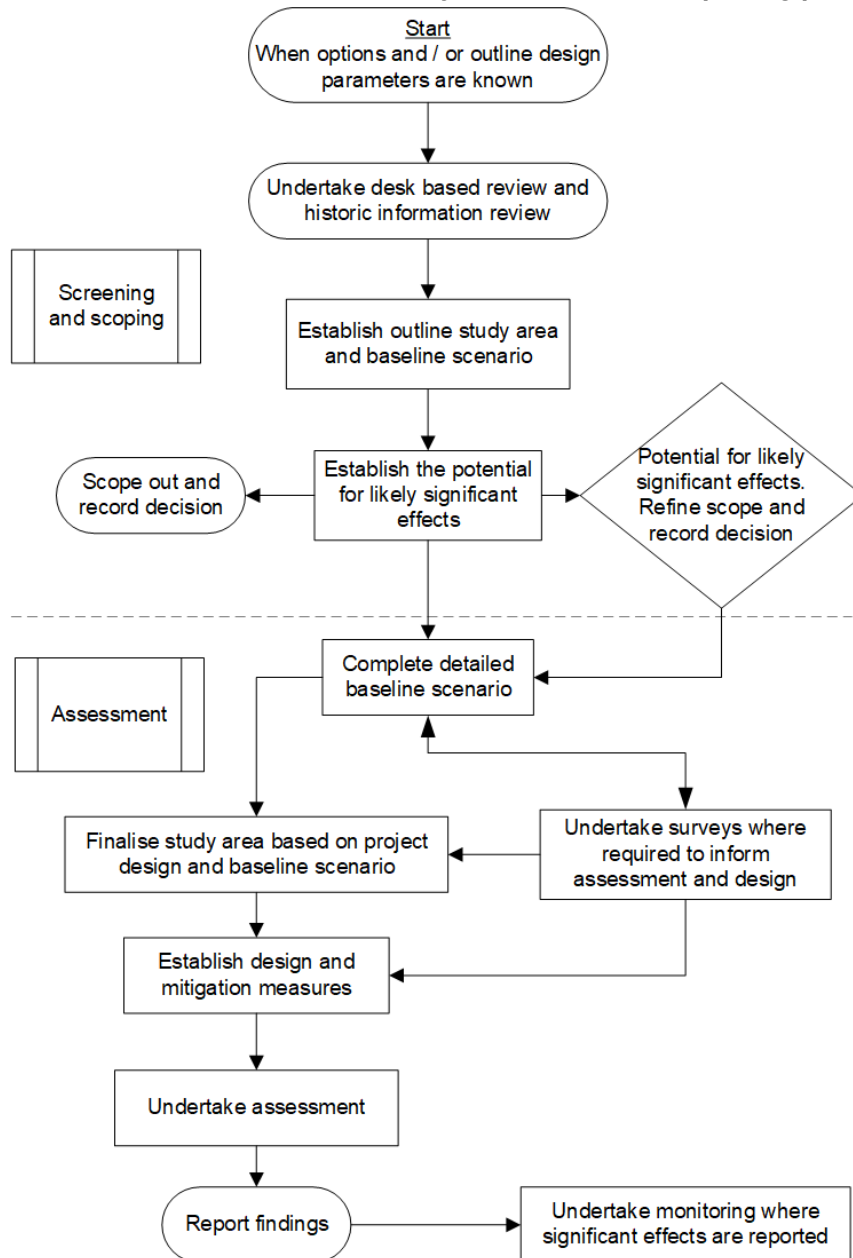 Start
When options and / or outline design
parameters are known
Undertake desk based review and
historic information review
Screening
and scoping
Establish outline study area
and baseline scenario
Scope out and
record decision
Establish the potential
for likely significant
effects
Potential for likely
significant effects.
Refine scope and
record decision
Complete detailed
baseline scenario
Assessment
Finalise study area based on project
design and baseline scenario
Undertake surveys where
required to inform
assessment and design
Establish design and
mitigation measures
Undertake assessment
Report findings
Undertake monitoring where
significant effects are reported